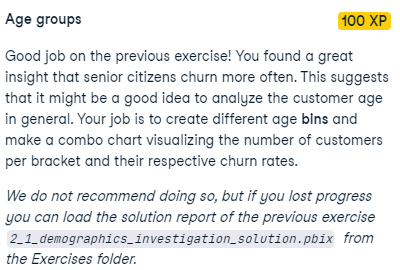 Age groups 100 XP
Good job on the previous exercise! You found a great
insight that senior citizens churn more often. This suggests
that it might be a good idea to analyze the customer age
in general. Your job is to create different age bins and
make a combo chart visualizing the number of customers
per bracket and their respective churn rates.
We do not recommend doing so, but if you lost progress
you can load the solution report of the previous exercise
2_1_demographics_investigation_solution.pbix from
the Exercises folder.